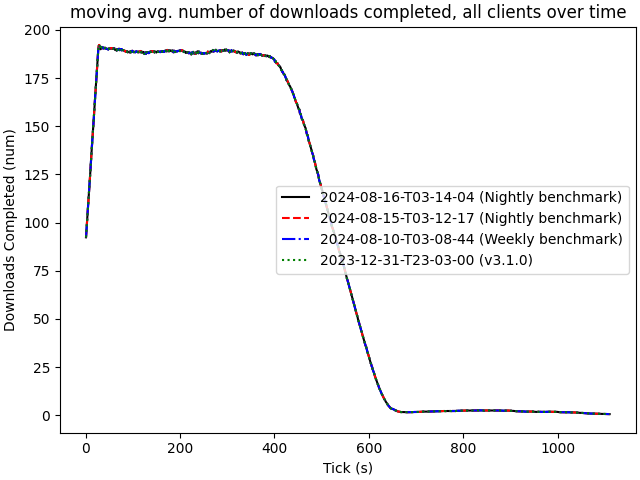 moving avg. number of downloads completed, all clients over time
Downloads Completed (num)
200
175
150
125
100
75
50
25
0
2024-08-16-T03-14-04 (Nightly benchmark)
2024-08-15-T03-12-17 (Nightly benchmark)
2024-08-10-T03-08-44 (Weekly benchmark)
2023-12-31-T23-03-00 (v3.1.0)
0 200 400 600 800 1000
Tick (s)